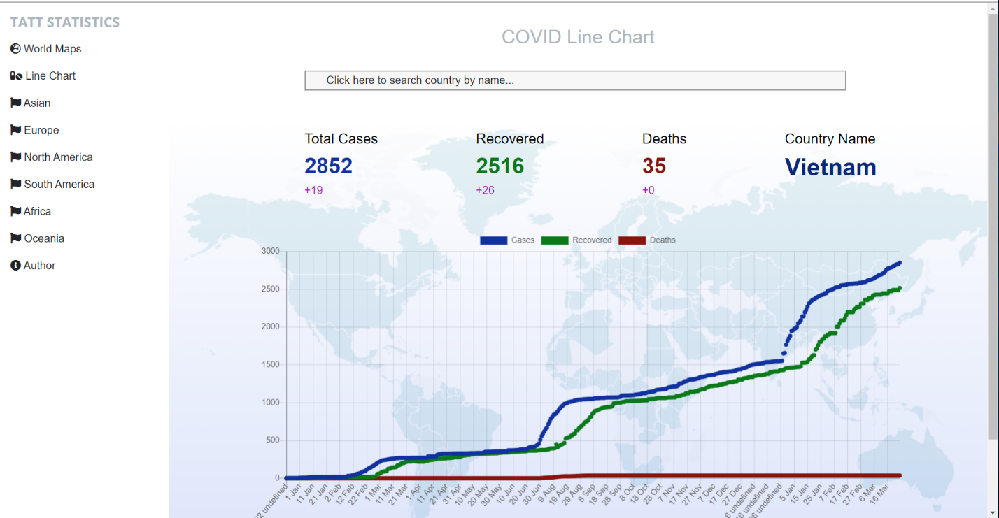 TATT STATISTICS
World Maps
Line Chart
Asian
Europe
North America
South America
Africa
Oceania
Author
COVID Line Chart
Click here to search country by name...
Total Cases Recovered Deaths Country Name
2852 2516 35 Vietnam
+19 +26 +0
Cases Recovered Deaths
3000
2500
2000
1500
1000
500
0
22 undefined 1 Jan 11 Jan 21 Jan 2 Feb 12 Feb 22 Feb 1 Mar 11 Mar 21 Mar 1 Apr 11 Apr 21 Apr 31 Apr 10 May 20 May 30 May 10 Jun 20 Jun 30 Jun 9 Aug 19 Aug 29 Aug 8 Sep 18 Sep 28 Sep 8 Oct 18 Oct 28 Oct 7 Nov 17 Nov 27 Nov 7 Dec 17 Dec 27 Dec 6 undefined 16 undefined 26 undefined 5 Jan 15 Jan 25 Jan 7 Feb 17 Feb 27 Feb 6 Mar 16 Mar